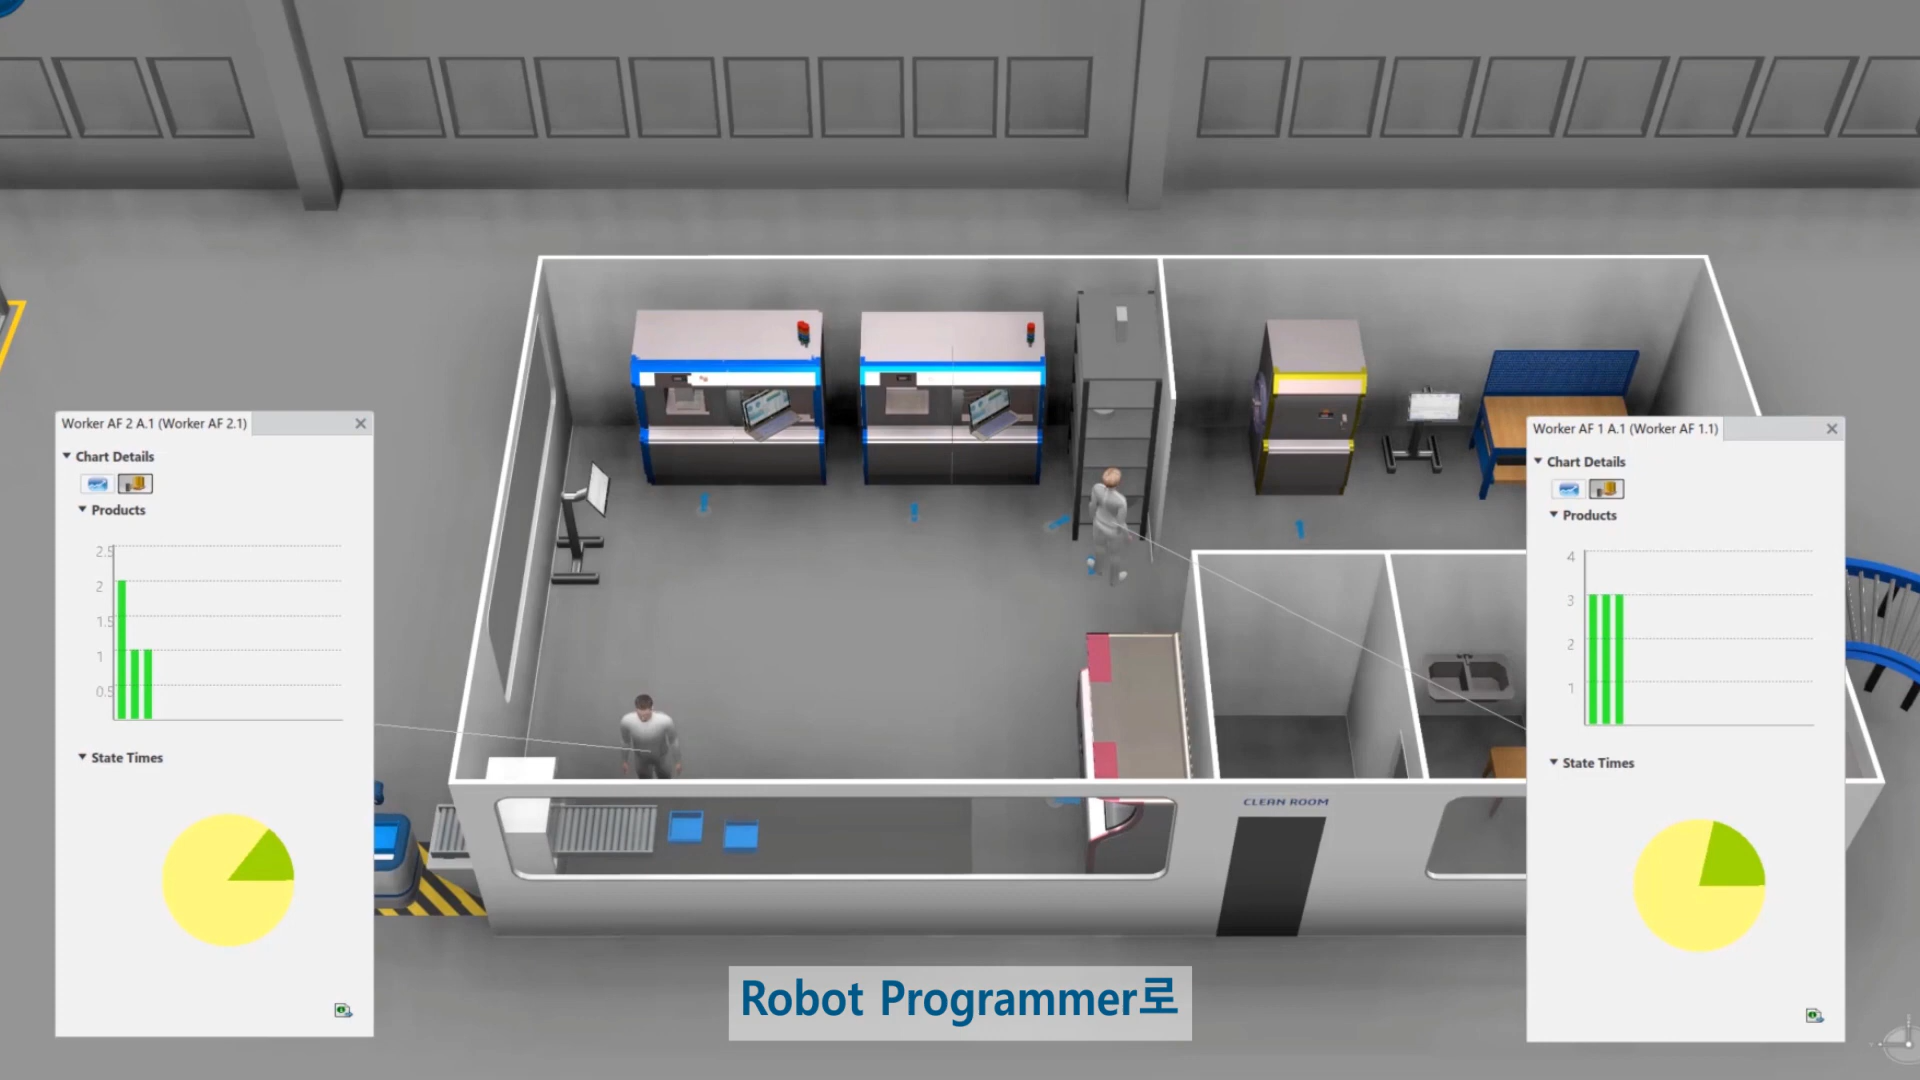 Worker AF 2 A.1 (Worker AF 2.1)
Chart Details
Products
2.5
2
1.5
1
0.5
State Times
Worker AF 1 A.1 (Worker AF 1.1)
Chart Details
Products
4
3
2
1
State Times
CLEAN ROOM
Robot Programmer로